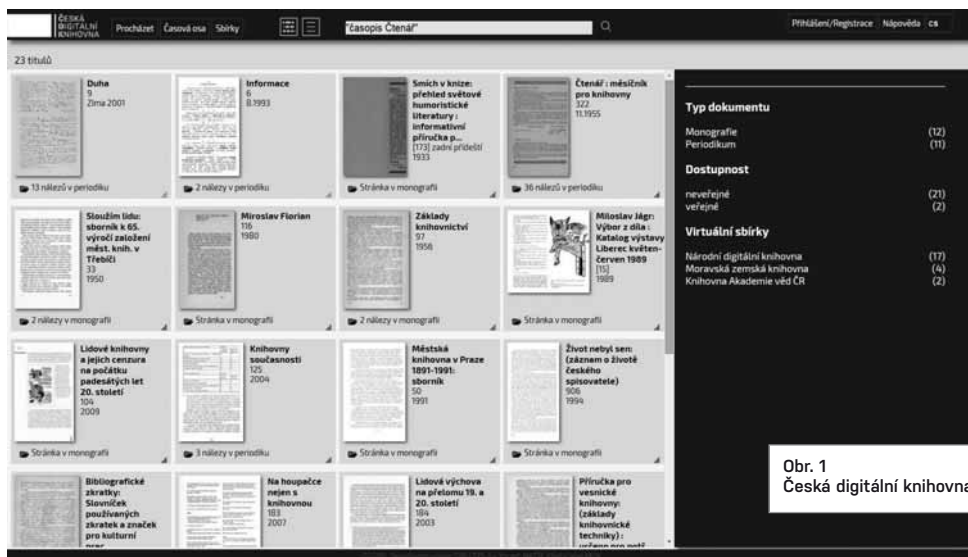 ČESKÁ
DIGITÁLNÍ
KNIHOVNA
Procházet Časová osa Sbírky
"časopis Čtenář"
Přihlášení/Registrace Nápověda cs
23 titulů
Duha
9
Zima 2001
13 nálezů v periodiku
Informace
6
8.1993
2 nálezy v periodiku
Smích v knize:
přehled světové
humoristické
literatury :
informativní
příručka p...
[173] zadní přídeští
1933
Stránka v monografii
Čtenář : měsíčník
pro knihovny
322
11.1955
36 nálezů v periodiku
Sloužím lidu:
sborník k 65.
výročí založení
měst. knih. v
Třebíči
33
1950
2 nálezy v monografii
Miroslav Florian
116
1980
Stránka v monografii
Základy
knihovnictví
97
1956
2 nálezy v monografii
Miloslav Jágr:
Výbor z díla :
Katalog výstavy
Liberec květen-
červen 1989
[15]
1989
Stránka v monografii
Lidové knihovny
a jejich cenzura
na počátku
padesátých let
20. století
104
2009
Stránka v monografii
Knihovny
současnosti
125
2004
3 nálezy v periodiku
Městská
knihovna v Praze
1891-1991:
sborník
50
1991
Stránka v monografii
Život nebyl sen:
(záznam o životě
českého
spisovatele)
906
1994
Stránka v monografii
Bibliografické
zkratky:
Slovníček
používaných
zkratek a značek
pro kulturní
Na houpačce
nejen s
knihovnou
183
2007
Lidová výchova
na přelomu 19. a
20. století
184
2003
Příručka pro
vesnické
knihovny:
(základy
knihovnické
techniky) :
určeno pro
Typ dokumentu
Monografie (12)
Periodikum (11)
Dostupnost
neveřejné (21)
veřejné (2)
Virtuální sbírky
Národní digitální knihovna (17)
Moravská zemská knihovna (4)
Knihovna Akademie věd ČR (2)
Obr. 1
Česká digitální knihovna